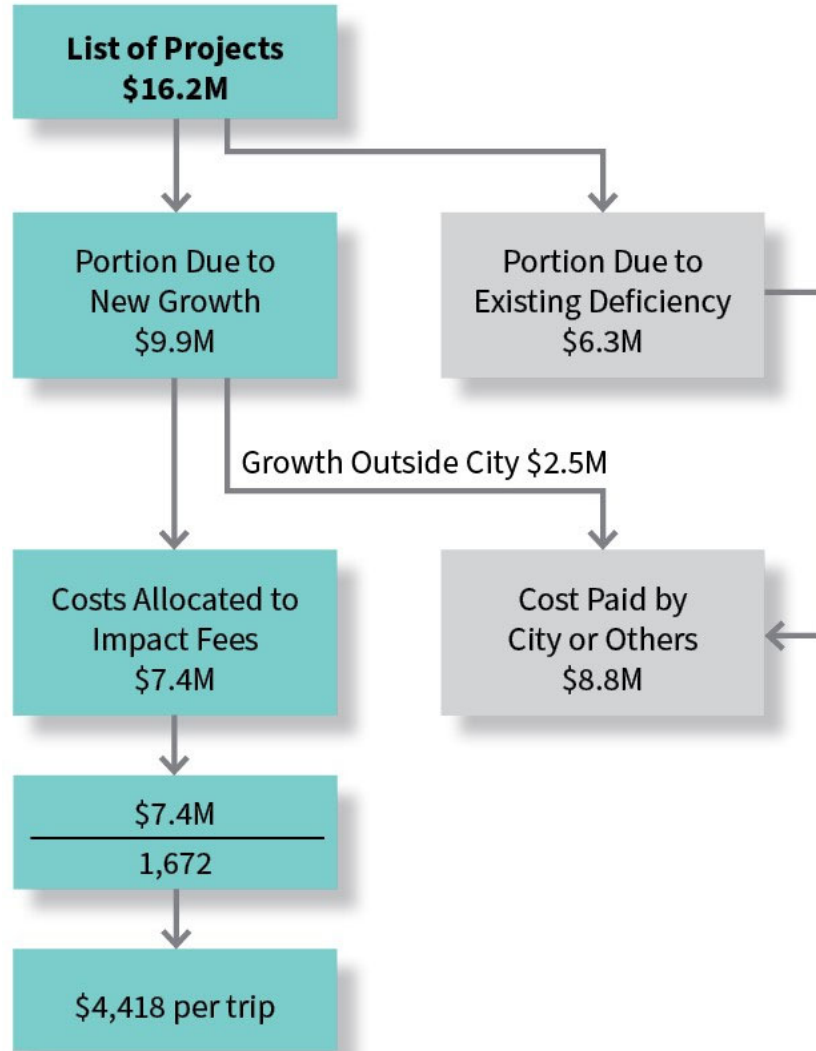 List of Projects
$16.2M
Portion Due to
New Growth
$9.9M
Portion Due to
Existing Deficiency
$6.3M
Growth Outside City $2.5M
Costs Allocated to
Impact Fees
$7.4M
Cost Paid by
City or Others
$8.8M
$7.4M
1,672
$4,418 per trip